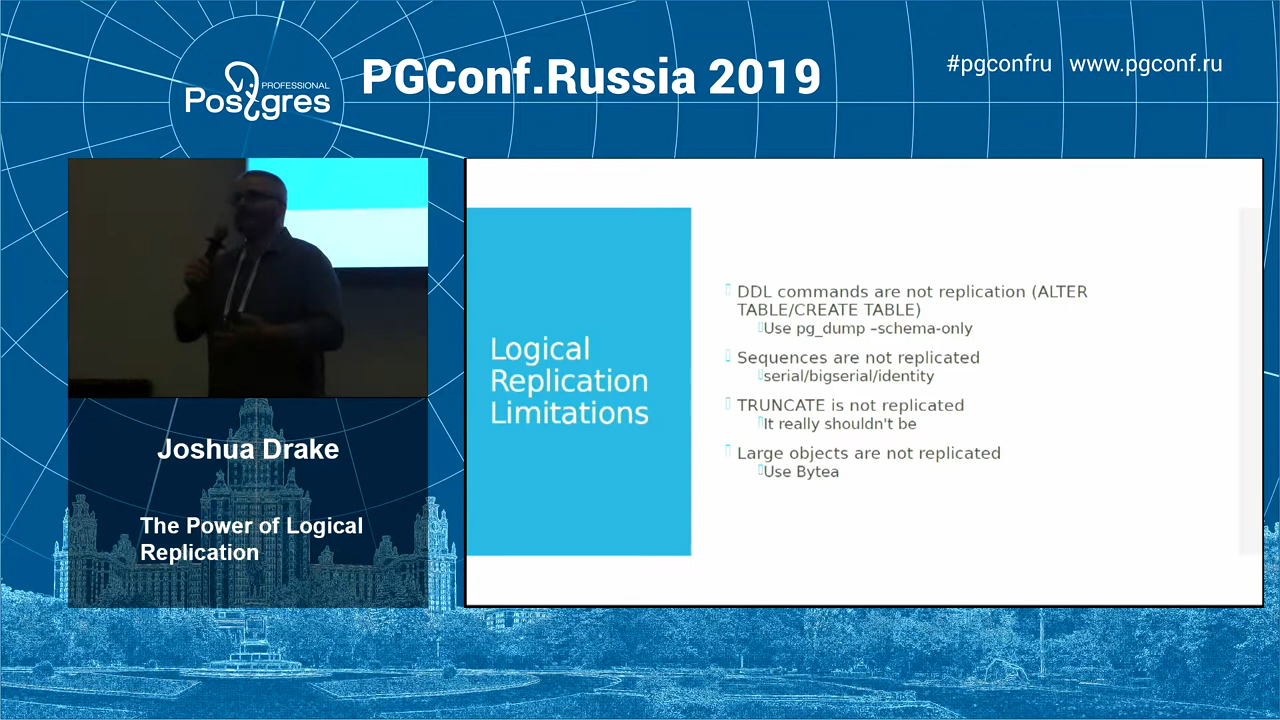 PROFESSIONAL
Postgres
PGConf.Russia 2019
#pgconfru www.pgconf.ru
Joshua Drake
The Power of Logical
Replication
Logical
Replication
Limitations
DDL commands are not replication (ALTER
TABLE/CREATE TABLE)
Use pg_dump –schema-only
Sequences are not replicated
serial/bigserial/identity
TRUNCATE is not replicated
It really shouldn't be
Large objects are not replicated
Use Bytea